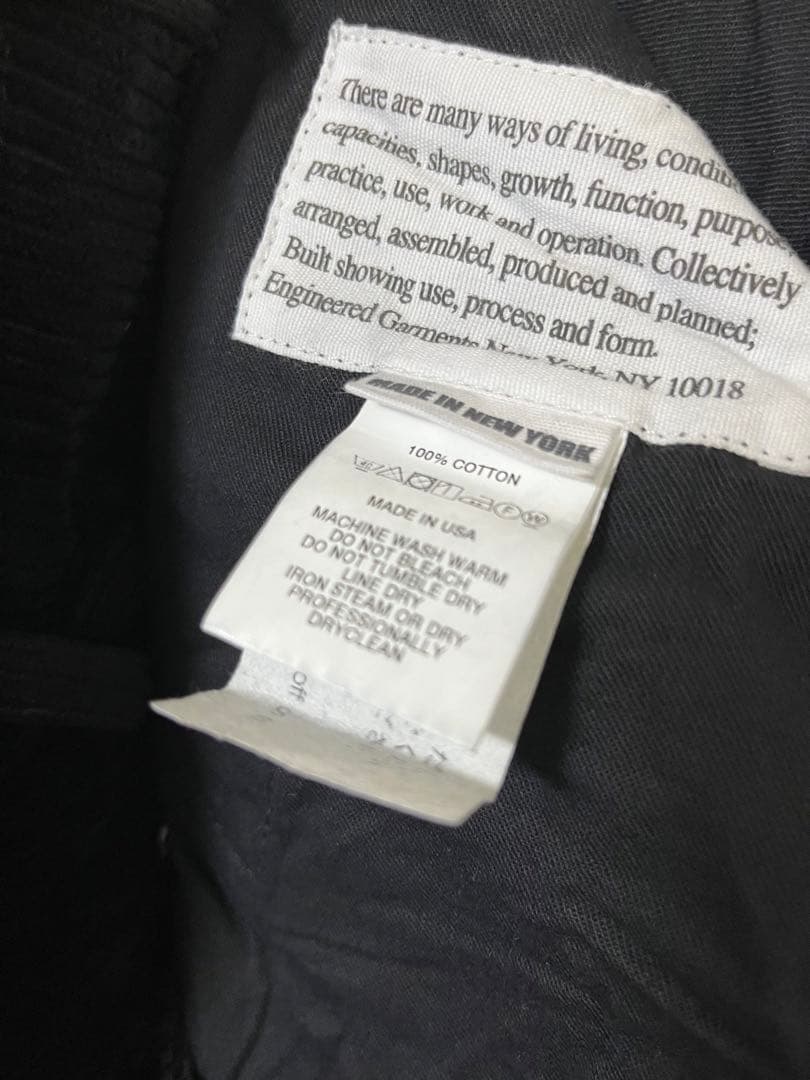 There are many ways of living,
capacities, shapes, growth, function, purpose
practice, use, work and operation. Collectively
arranged, assembled, produced and planned;
Built showing use, process and form.
Engineered Garments New York, NY 10018
MADE IN NEW YORK
100% COTTON
MADE IN USA
MACHINE WASH WARM
DO NOT BLEACH
DO NOT TUMBLE DRY
LINE DRY
IRON STEAM OR DRY
PROFESSIONALLY
DRYCLEAN